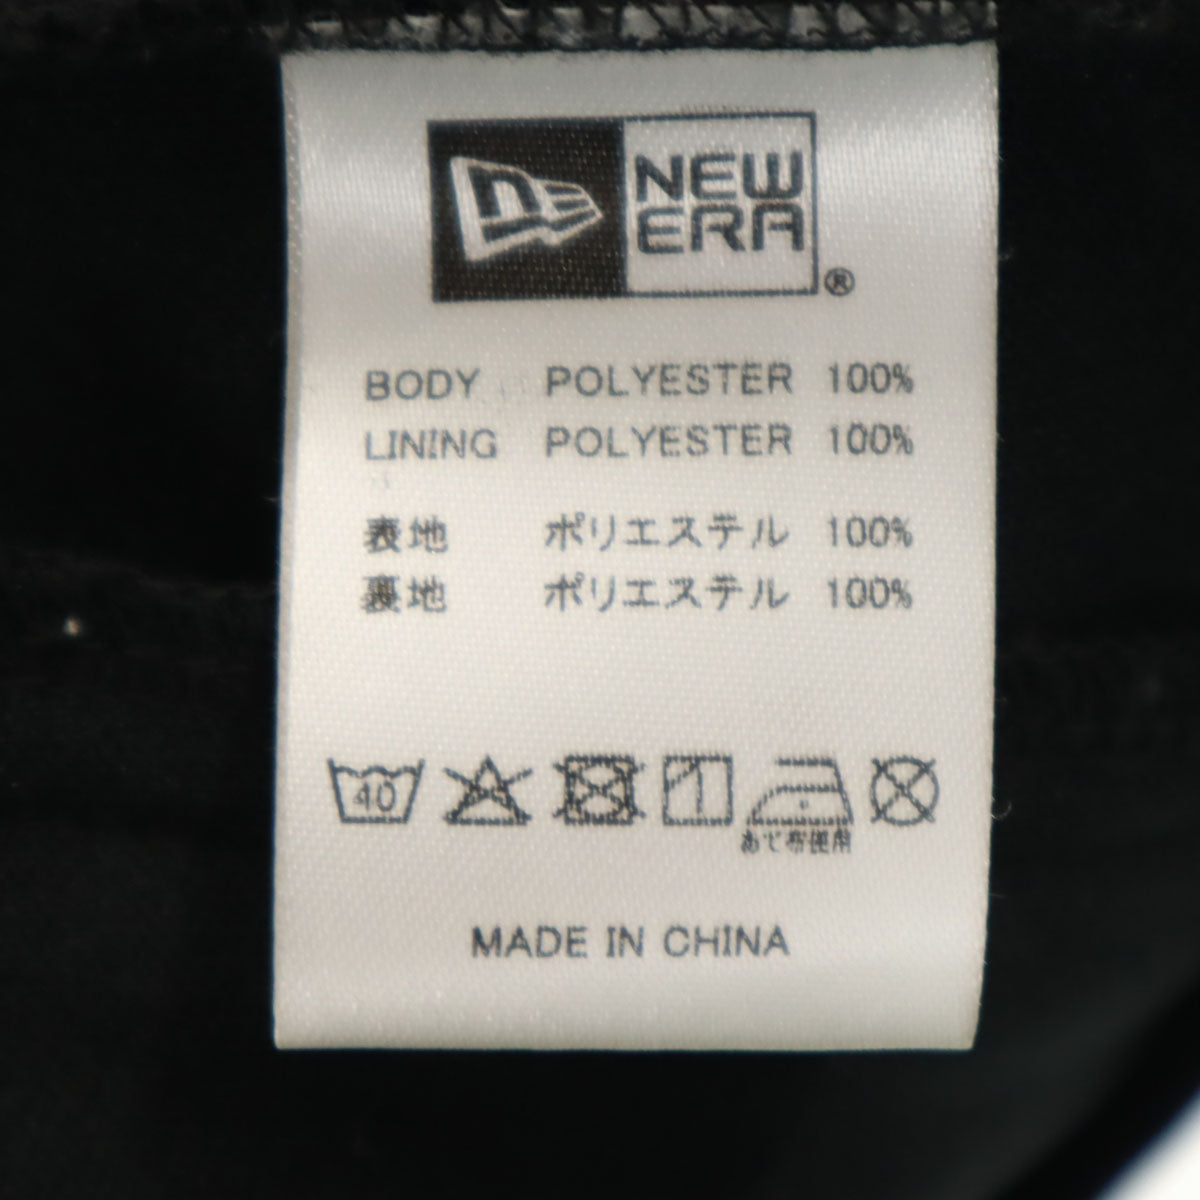 NEW
ERA
®
BODY POLYESTER 100%
LINING POLYESTER 100%
表地 ポリエステル 100%
裏地 ポリエステル 100%
40
あて布使用
MADE IN CHINA